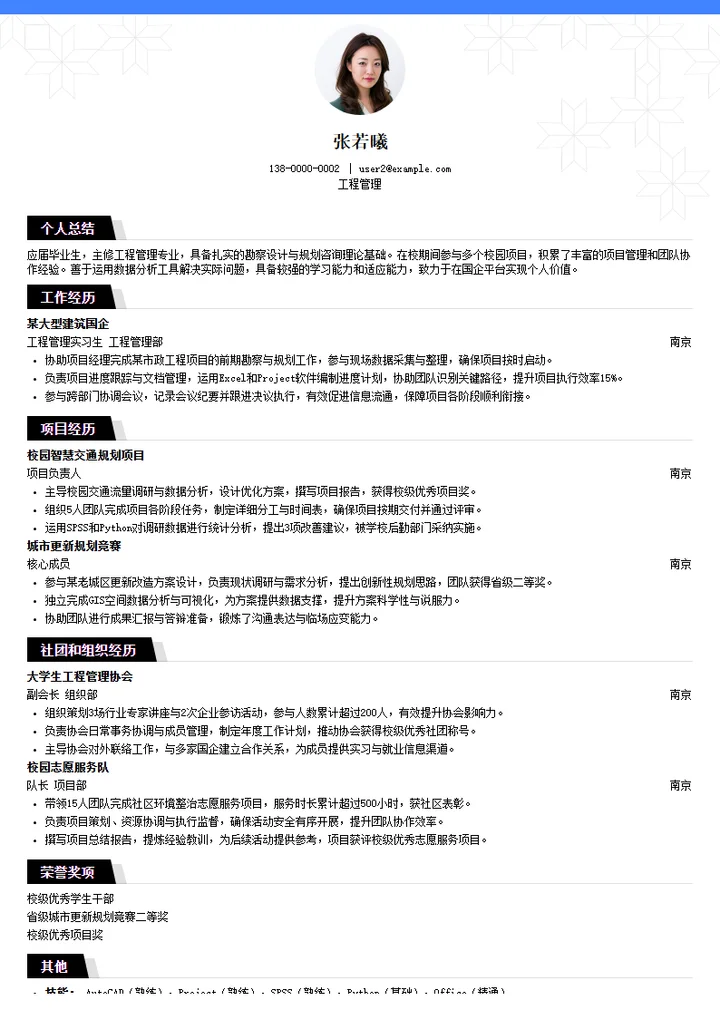 张若曦
138-0000-0002 | user2@example.com
工程管理
个人总结
应届毕业生，主修工程管理专业，具备扎实的勘察设计与规划咨询理论基础。在校期间参与多个校园项目，积累了丰富的项目管理和团队协
作经验。善于运用数据分析工具解决实际问题，具备较强的学习能力和适应能力，致力于在国企平台实现个人价值。
工作经历
某大型建筑国企
工程管理实习生 工程管理部 南京
• 协助项目经理完成某市政工程项目的前期勘察与规划工作，参与现场数据采集与整理，确保项目按时启动。
• 负责项目进度跟踪与文档管理，运用Excel和Project软件编制进度计划，协助团队识别关键路径，提升项目执行效率15%。
• 参与跨部门协调会议，记录会议纪要并跟进决议执行，有效促进信息流通，保障项目各阶段顺利衔接。
项目经历
校园智慧交通规划项目
项目负责人 南京
• 主导校园交通流量调研与数据分析，设计优化方案，撰写项目报告，获得校级优秀项目奖。
• 组织5人团队完成项目各阶段任务，制定详细分工与时间表，确保项目按期交付并通过评审。
• 运用SPSS和Python对调研数据进行统计分析，提出3项改善建议，被学校后勤部门采纳实施。
城市更新规划竞赛
核心成员 南京
• 参与某老城区更新改造方案设计，负责现状调研与需求分析，提出创新性规划思路，团队获得省级二等奖。
• 独立完成GIS空间数据分析与可视化，为方案提供数据支撑，提升方案科学性与说服力。
• 协助团队进行成果汇报与答辩准备，锻炼了沟通表达与临场应变能力。
社团和组织经历
大学生工程管理协会
副会长 组织部 南京
• 组织策划3场行业专家讲座与2次企业参访活动，参与人数累计超过200人，有效提升协会影响力。
• 负责协会日常事务协调与成员管理，制定年度工作计划，推动协会获得校级优秀社团称号。
• 主导协会对外联络工作，与多家国企建立合作关系，为成员提供实习与就业信息渠道。
校园志愿服务队
队长 项目部 南京
• 带领15人团队完成社区环境整治志愿服务项目，服务时长累计超过500小时，获社区表彰。
• 负责项目策划、资源协调与执行监督，确保活动安全有序开展，提升团队协作效率。
• 撰写项目总结报告，提炼经验教训，为后续活动提供参考，项目获评校级优秀志愿服务项目。
荣誉奖项
校级优秀学生干部
省级城市更新规划竞赛二等奖
校级优秀项目奖
其他
• 技能： AutoCAD（熟练），Project（熟练），SPSS（熟练），Python（基础），Office（精通）